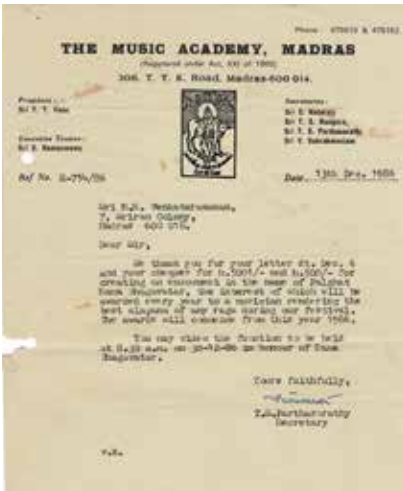 Phone : 475619 & 475162
THE MUSIC ACADEMY, MADRAS
(Registered under Act, XXI of 1860)
306, T. T. K. Road, Madras-600 014.
President :
Sri T. T. Vasu
Secretaries:
Sri S. Natarajan
Sri T. S. Rangarajan
Sri T. S. Parthasarathy
Sri V. Subrahmaniam
Executive Trustee:
Sri S. Ramaswamy
Ref No. R-754/86
Date 13th Dec. 1986
Sri Venkataraman,
7, Sriram Colony,
Madras 600 018.
Dear Sir,
We thank you for your letter dt. Dec. 6
and your cheques for Rs.5001/- and Rs.500/- for
creating an endowment in the name of Palghat
Rama Bhagavatar, the interest of which will be
awarded every year to a musician rendering the
best alapana of any raga during our festival.
The awards will commence from this year 1986.
You may the function to be held
at 8.30 a.m. on 30-12-86 in honour of Rama
Bhagavatar.
Yours faithfully,
T.S.Parthasarathy
Secretary